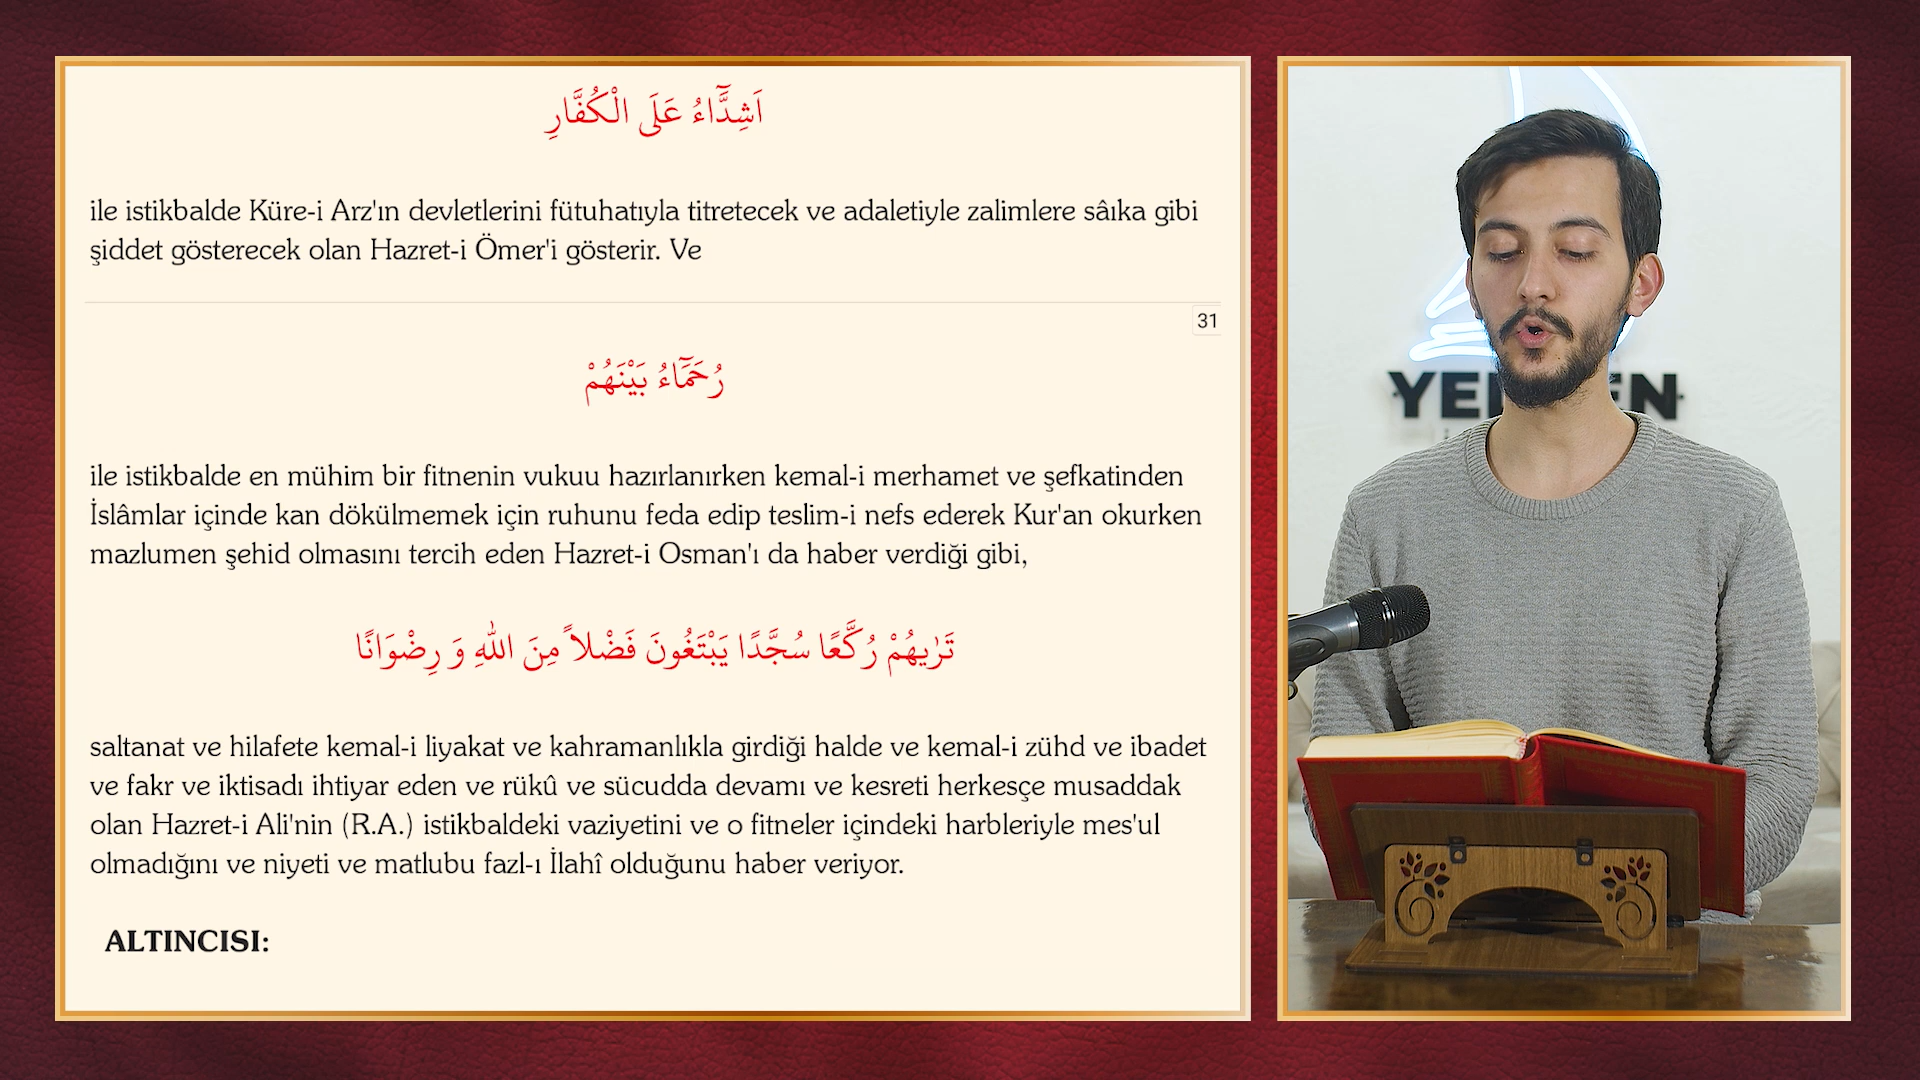 اَشِدَّٓاءُ عَلَى الْكُفَّارِ
ile istikbalde Küre-i Arz'ın devletlerini fütuhatıyla titretecek ve adaletiyle zalimlere sâıka gibi
şiddet gösterecek olan Hazret-i Ömer'i gösterir. Ve
31
رُحَمَٓاءُ بَيْنَهُمْ
ile istikbalde en mühim bir fitnenin vukuu hazırlanırken kemal-i merhamet ve şefkatinden
İslâmlar içinde kan dökülmemek için ruhunu feda edip teslim-i nefs ederek Kur'an okurken
mazlumen şehid olmasını tercih eden Hazret-i Osman'ı da haber verdiği gibi,
تَرٰيهُمْ رُكَّعًا سُجَّدًا يَبْتَغُونَ فَضْلاً مِنَ اللّٰهِ وَ رِضْوَانًا
saltanat ve hilafete kemal-i liyakat ve kahramanlıkla girdiği halde ve kemal-i zühd ve ibadet
ve fakr ve iktisadı ihtiyar eden ve rükû ve sücudda devamı ve kesreti herkesçe musaddak
olan Hazret-i Ali'nin (R.A.) istikbaldeki vaziyetini ve o fitneler içindeki harbleriyle mes'ul
olmadığını ve niyeti ve matlubu fazl-ı İlahî olduğunu haber veriyor.
ALTINCISI: